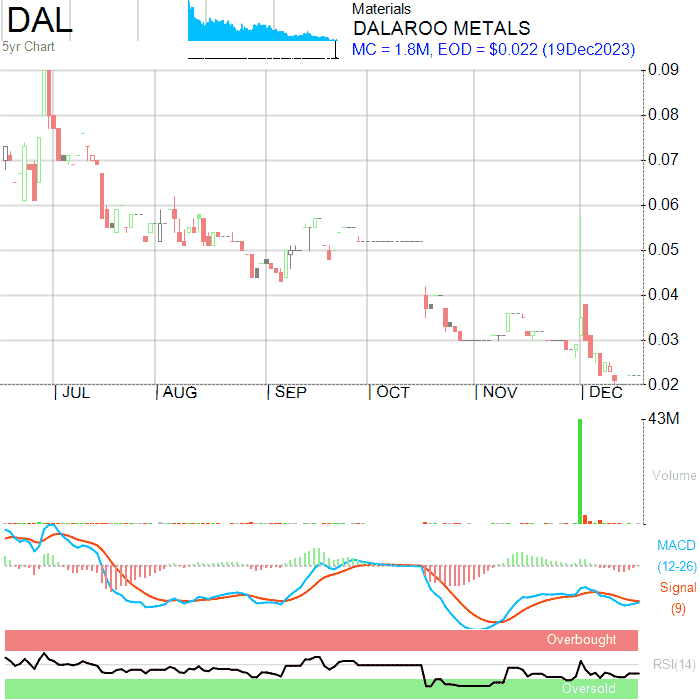 DAL
5yr Chart
Materials
DALAROO METALS
MC = 1.8M, EOD = $0.022 (19Dec2023)
0.09
0.08
0.07
0.06
0.05
0.04
0.03
0.02
JUL AUG SEP OCT NOV DEC
43M
Volume
MACD
(12-26)
Signal
(9)
Overbought
RSI(14)
Oversold